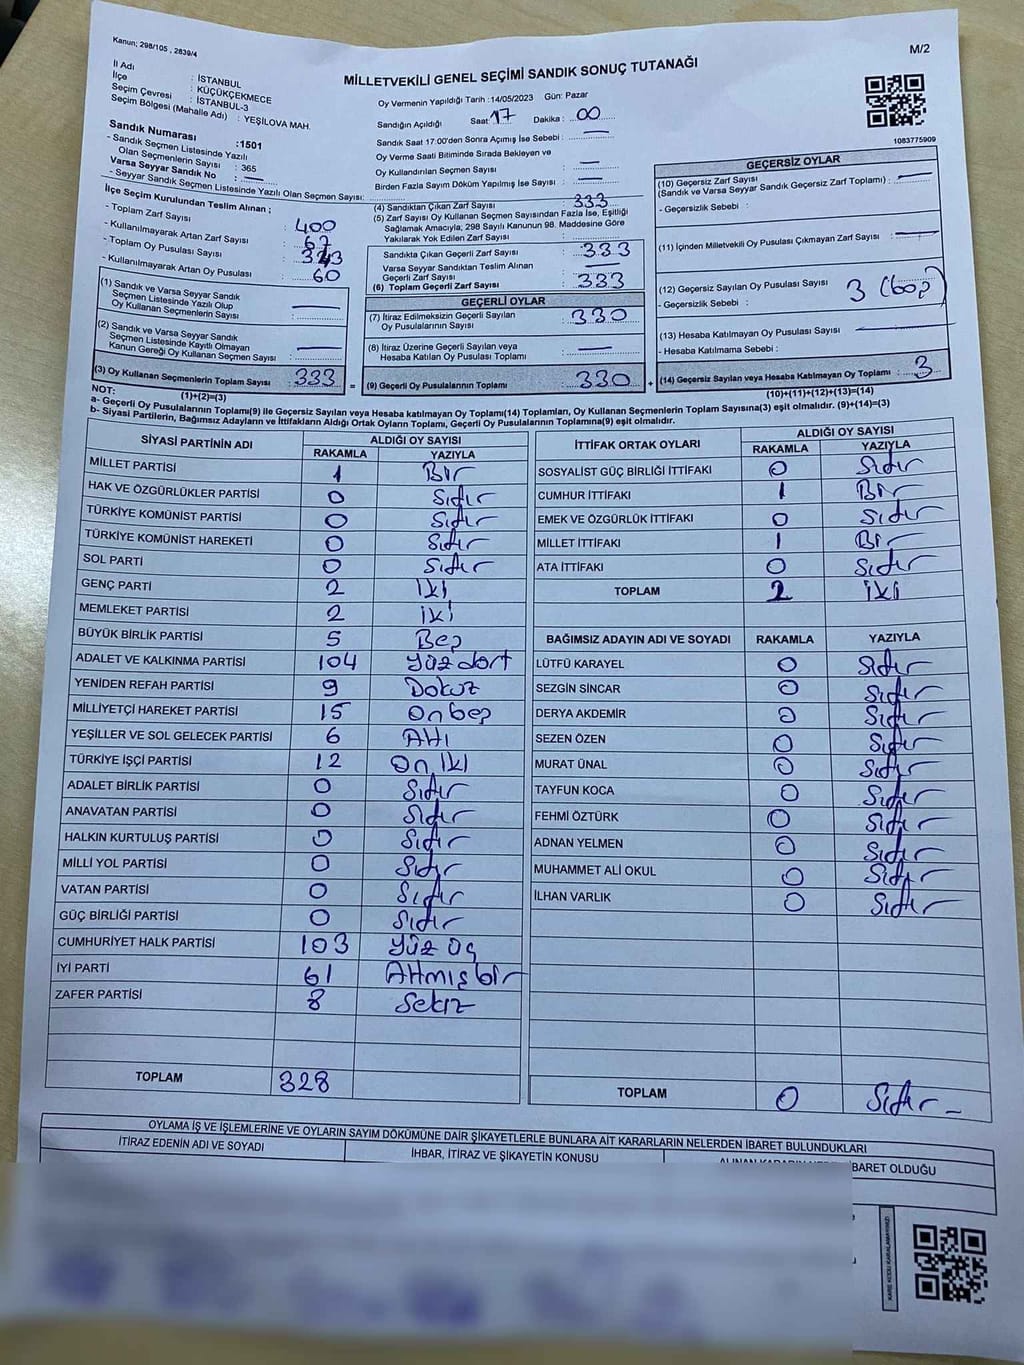 Kanun; 298/105 , 2839/4
M/2
MİLLETVEKİLİ GENEL SEÇİMİ SANDIK SONUÇ TUTANAĞI
İl Adı : İSTANBUL
İlçe : KÜÇÜKÇEKMECE
Seçim Çevresi : İSTANBUL-3
Seçim Bölgesi (Mahalle Adı) : YEŞİLOVA MAH.
Sandık Numarası :1501
- Sandık Seçmen Listesinde Yazılı
Olan Seçmenlerin Sayısı : 365
Varsa Seyyar Sandık No : —
- Seyyar Sandık Seçmen Listesinde Yazılı Olan Seçmen Sayısı:
İlçe Seçim Kurulundan Teslim Alınan ;
- Toplam Zarf Sayısı : 400
- Kullanılmayarak Artan Zarf Sayısı : 67
- Toplam Oy Pusulası Sayısı :
- Kullanılmayarak Artan Oy Pusulası : 60
(1) Sandık ve Varsa Seyyar Sandık
Seçmen Listesinde Yazılı Olup
Oy Kullanan Seçmenlerin Sayısı : —
(2) Sandık ve Varsa Seyyar Sandık
Seçmen Listesinde Kayıtlı Olmayan
Kanun Gereği Oy Kullanan Seçmen Sayısı : —
(3) Oy Kullanan Seçmenlerin Toplam Sayısı : 333 =
(1)+(2)=(3)
Oy Vermenin Yapıldığı Tarih :14/05/2023 Gün: Pazar
Sandığın Açıldığı Saat: 17 Dakika : 00
Sandık Saat 17:00'den Sonra Açımış İse Sebebi : —
Oy Verme Saati Bitiminde Sırada Bekleyen ve
Oy Kullandırılan Seçmen Sayısı : —
Birden Fazla Sayım Döküm Yapılmış İse Sayısı : —
(4) Sandıktan Çıkan Zarf Sayısı : 333
(5) Zarf Sayısı Oy Kullanan Seçmen Sayısından Fazla İse, Eşitliği
Sağlamak Amacıyla; 298 Sayılı Kanunun 98. Maddesine Göre
Yakılarak Yok Edilen Zarf Sayısı :
Sandıkta Çıkan Geçerli Zarf Sayısı : 333
Varsa Seyyar Sandıktan Teslim Alınan
Geçerli Zarf Sayısı : —
(6) Toplam Geçerli Zarf Sayısı : 333
GEÇERLİ OYLAR
(7) İtiraz Edilmeksizin Geçerli Sayılan
Oy Pusulalarının Sayısı : 330
(8) İtiraz Üzerine Geçerli Sayılan veya
Hesaba Katılan Oy Pusulası Toplamı : —
(9) Geçerli Oy Pusulalarının Toplamı : 330 +
1083775909
GEÇERSİZ OYLAR
(10) Geçersiz Zarf Sayısı
(Sandık ve Varsa Seyyar Sandık Geçersiz Zarf Toplamı) : —
- Geçersizlik Sebebi :
(11) İçinden Milletvekili Oy Pusulası Çıkmayan Zarf Sayısı : —
(12) Geçersiz Sayılan Oy Pusulası Sayısı : 3 (boş)
- Geçersizlik Sebebi :
(13) Hesaba Katılmayan Oy Pusulası Sayısı : —
- Hesaba Katılmama Sebebi :
(14) Geçersiz Sayılan veya Hesaba Katılmayan Oy Toplamı : 3
(10)+(11)+(12)+(13)=(14)
NOT:
a- Geçerli Oy Pusulalarının Toplamı(9) ile Geçersiz Sayılan veya Hesaba katılmayan Oy Toplamı(14) Toplamları, Oy Kullanan Seçmenlerin Toplam Sayısına(3) eşit olmalıdır. (9)+(14)=(3)
b- Siyasi Partilerin, Bağımsız Adayların ve İttifakların Aldığı Ortak Oyların Toplamı, Geçerli Oy Pusulalarının Toplamına(9) eşit olmalıdır.
SİYASİ PARTİNİN ADI ALDIĞI OY SAYISI
RAKAMLA YAZIYLA
MİLLET PARTİSİ 1 Bir
HAK VE ÖZGÜRLÜKLER PARTİSİ 0 Sıfır
TÜRKİYE KOMÜNİST PARTİSİ 0 Sıfır
TÜRKİYE KOMÜNİST HAREKETİ 0 Sıfır
SOL PARTİ 0 Sıfır
GENÇ PARTİ 2 İki
MEMLEKET PARTİSİ 2 iki
BÜYÜK BİRLİK PARTİSİ 5 Beş
ADALET VE KALKINMA PARTİSİ 104 Yüz dört
YENİDEN REFAH PARTİSİ 9 Dokuz
MİLLİYETÇİ HAREKET PARTİSİ 15 Onbeş
YEŞİLLER VE SOL GELECEK PARTİSİ 6 Altı
TÜRKİYE İŞÇİ PARTİSİ 12 On iki
ADALET BİRLİK PARTİSİ 0 Sıfır
ANAVATAN PARTİSİ 0 Sıfır
HALKIN KURTULUŞ PARTİSİ 0 Sıfır
MİLLİ YOL PARTİSİ 0 Sıfır
VATAN PARTİSİ 0 Sıfır
GÜÇ BİRLİĞİ PARTİSİ 0 Sıfır
CUMHURİYET HALK PARTİSİ 103 Yüz üç
İYİ PARTİ 61 Altmış bir
ZAFER PARTİSİ 8 Sekiz
TOPLAM 328
İTTİFAK ORTAK OYLARI ALDIĞI OY SAYISI
RAKAMLA YAZIYLA
SOSYALİST GÜÇ BİRLİĞİ İTTİFAKI 0 Sıfır
CUMHUR İTTİFAKI 1 Bir
EMEK VE ÖZGÜRLÜK İTTİFAKI 0 Sıfır
MİLLET İTTİFAKI 1 Bir
ATA İTTİFAKI 0 Sıfır
TOPLAM 2 iki
BAĞIMSIZ ADAYIN ADI VE SOYADI RAKAMLA YAZIYLA
LÜTFÜ KARAYEL 0 Sıfır
SEZGİN SİNCAR 0 Sıfır
DERYA AKDEMİR 0 Sıfır
SEZEN ÖZEN 0 Sıfır
MURAT ÜNAL 0 Sıfır
TAYFUN KOCA 0 Sıfır
FEHMİ ÖZTÜRK 0 Sıfır
ADNAN YELMEN 0 Sıfır
MUHAMMET ALİ OKUL 0 Sıfır
İLHAN VARLIK 0 Sıfır
TOPLAM 0 Sıfır
OYLAMA İŞ VE İŞLEMLERİNE VE OYLARIN SAYIM DÖKÜMÜNE DAİR ŞİKAYETLERLE BUNLARA AİT KARARLARIN NELERDEN İBARET BULUNDUKLARI
İTİRAZ EDENİN ADI VE SOYADI İHBAR, İTİRAZ VE ŞİKAYETİN KONUSU İBARET OLDUĞU
KARE KODU KARALAMAYINIZ!